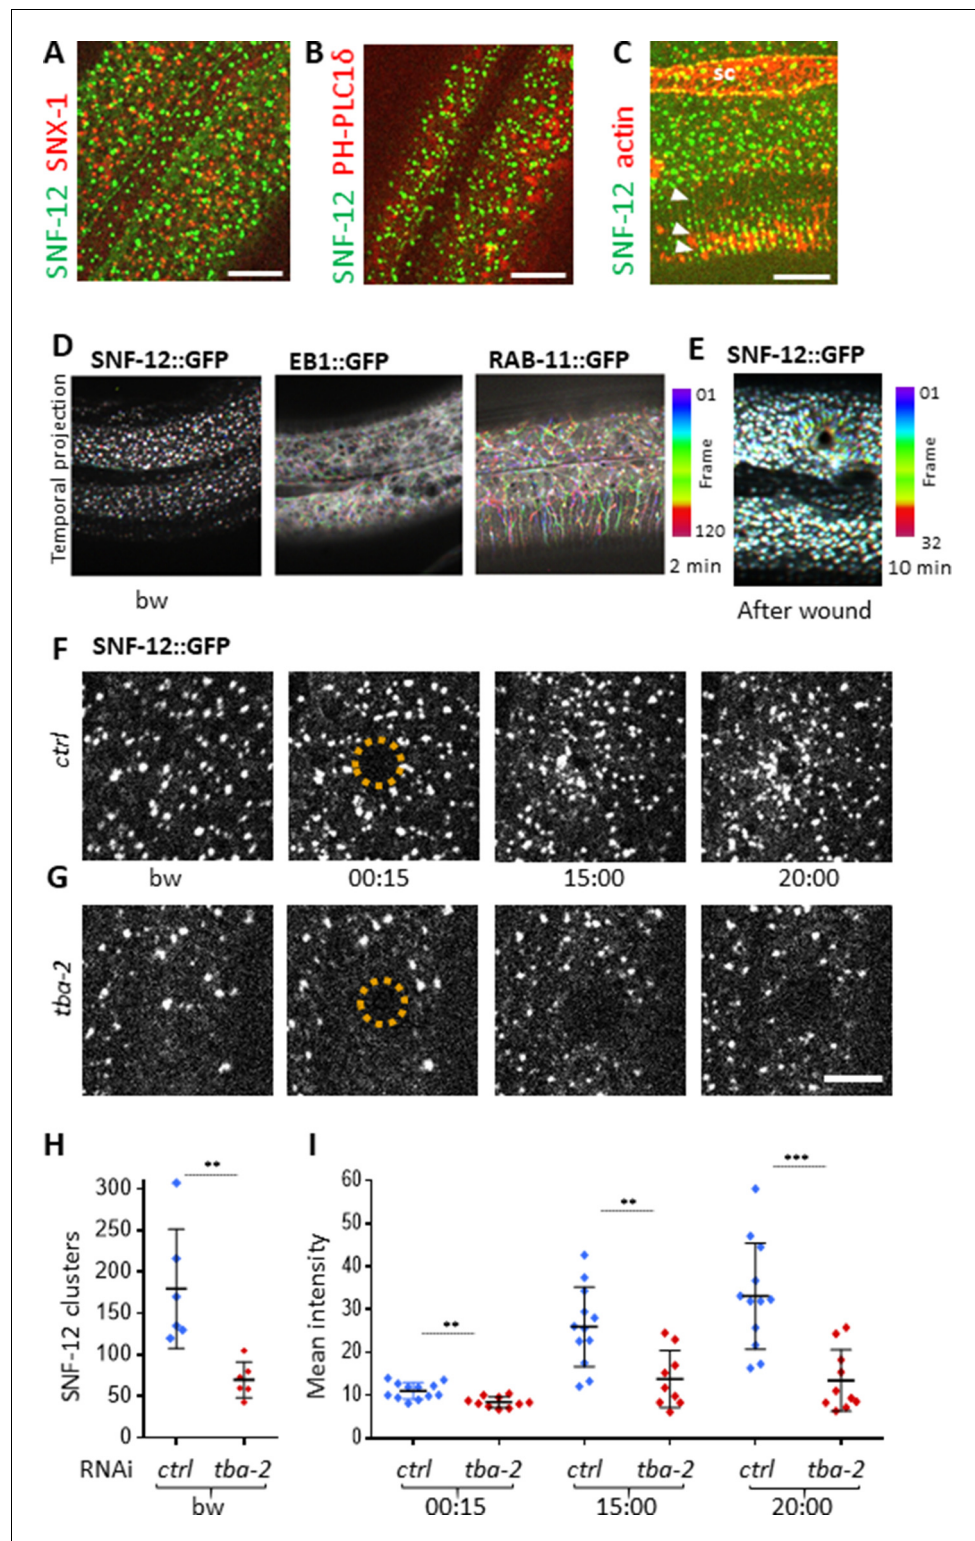 A
SNF-12 SNX-1
B
SNF-12 PH-PLC1δ
C
SNF-12 actin
sc
D
SNF-12::GFP
EB1::GFP
RAB-11::GFP
Temporal projection
01
Frame
120
2 min
bw
E
SNF-12::GFP
01
Frame
32
10 min
After wound
F
SNF-12::GFP
ctrl
bw
00:15
15:00
20:00
G
tba-2
H
SNF-12 clusters
300
250
200
150
100
50
0
**
RNAi
ctrl
tba-2
bw
I
Mean intensity
60
50
40
30
20
10
0
**
**
***
ctrl
tba-2
ctrl
tba-2
ctrl
tba-2
00:15
15:00
20:00